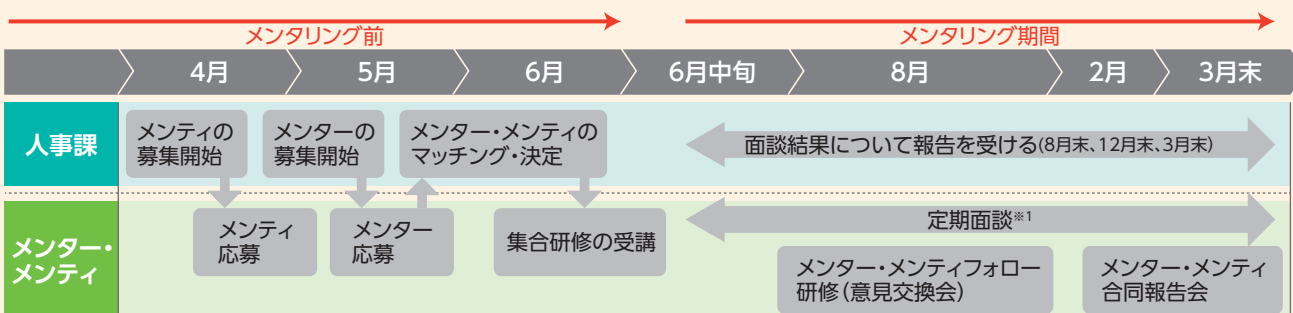 メンタリング前
メンタリング期間
4月
5月
6月
6月中旬
8月
2月
3月末
人事課
メンティの
募集開始
メンターの
募集開始
メンター・メンティの
マッチング・決定
面談結果について報告を受ける(8月末、12月末、3月末)
メンター・
メンティ
メンティ
応募
メンター
応募
集合研修の受講
定期面談※1
メンター・メンティフォロー
研修(意見交換会)
メンター・メンティ
合同報告会